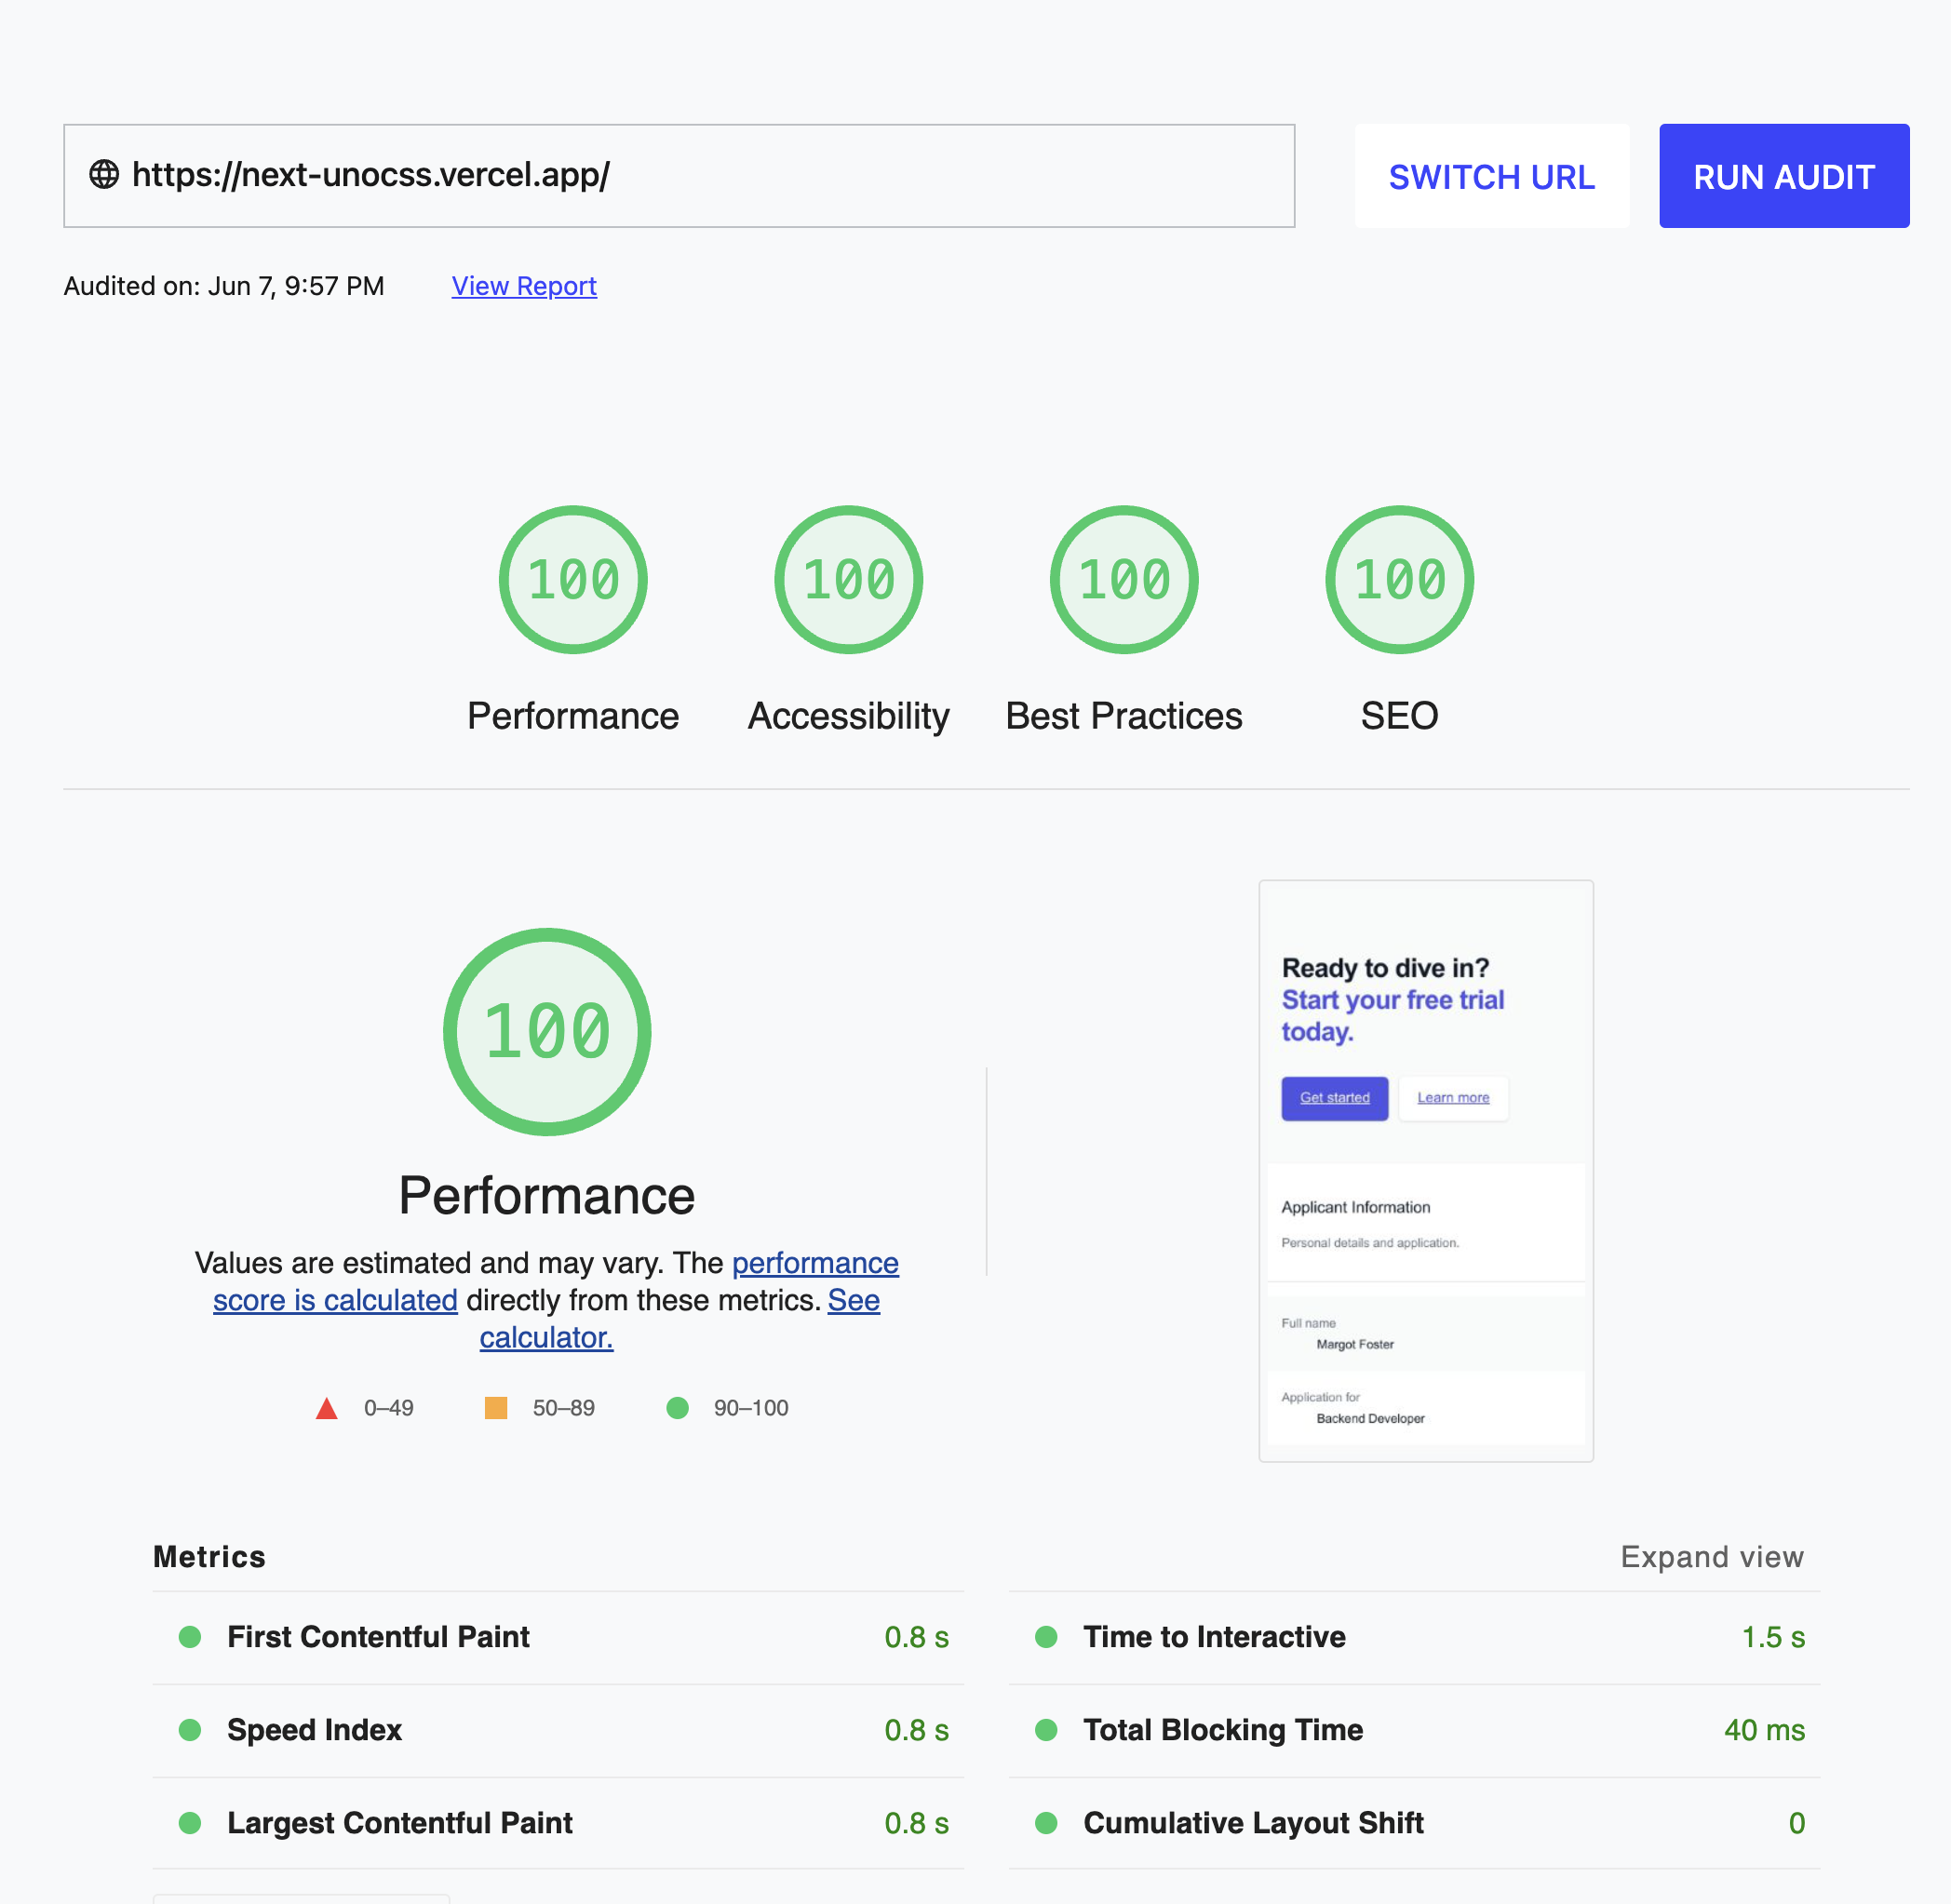 https://next-unocss.vercel.app/
SWITCH URL
RUN AUDIT
Audited on: Jun 7, 9:57 PM
View Report
100
100
100
100
Performance
Accessibility
Best Practices
SEO
100
Performance
Values are estimated and may vary. The performance
score is calculated directly from these metrics. See
calculator.
0–49
50–89
90–100
Ready to dive in?
Start your free trial
today.
Get started
Learn more
Applicant Information
Personal details and application.
Full name
Margot Foster
Application for
Backend Developer
Metrics
Expand view
First Contentful Paint
0.8 s
Time to Interactive
1.5 s
Speed Index
0.8 s
Total Blocking Time
40 ms
Largest Contentful Paint
0.8 s
Cumulative Layout Shift
0